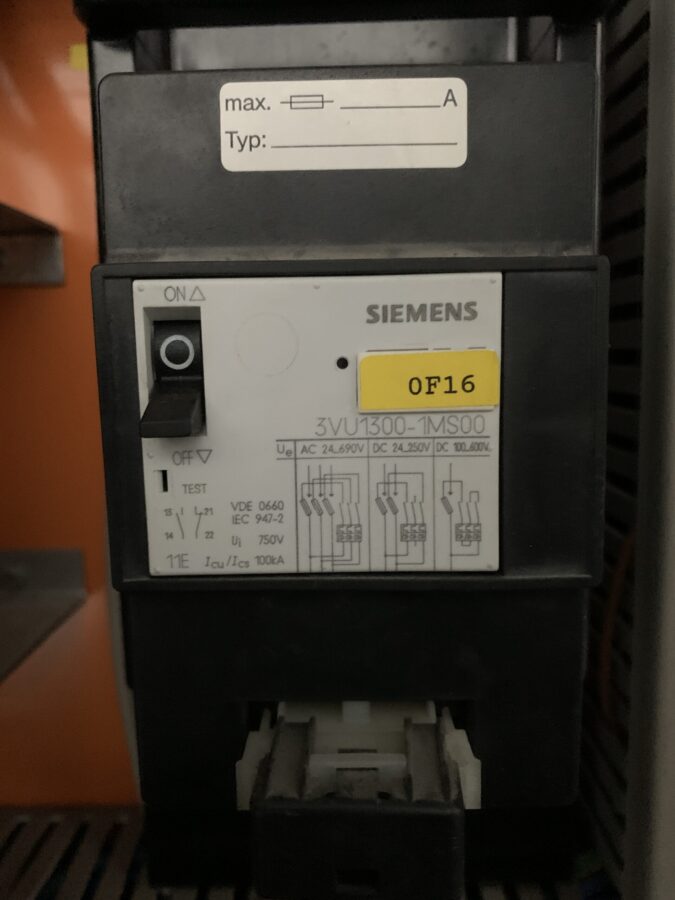 max. A
Typ:
ON △
SIEMENS
0F16
3VU1300-1MS00
OFF ▽
Ue AC 24..690V DC 24..250V DC 100..600V
TEST
13 21
14 22
VDE 0660
IEC 947-2
Ui 750V
11E Icu/Ics 100kA